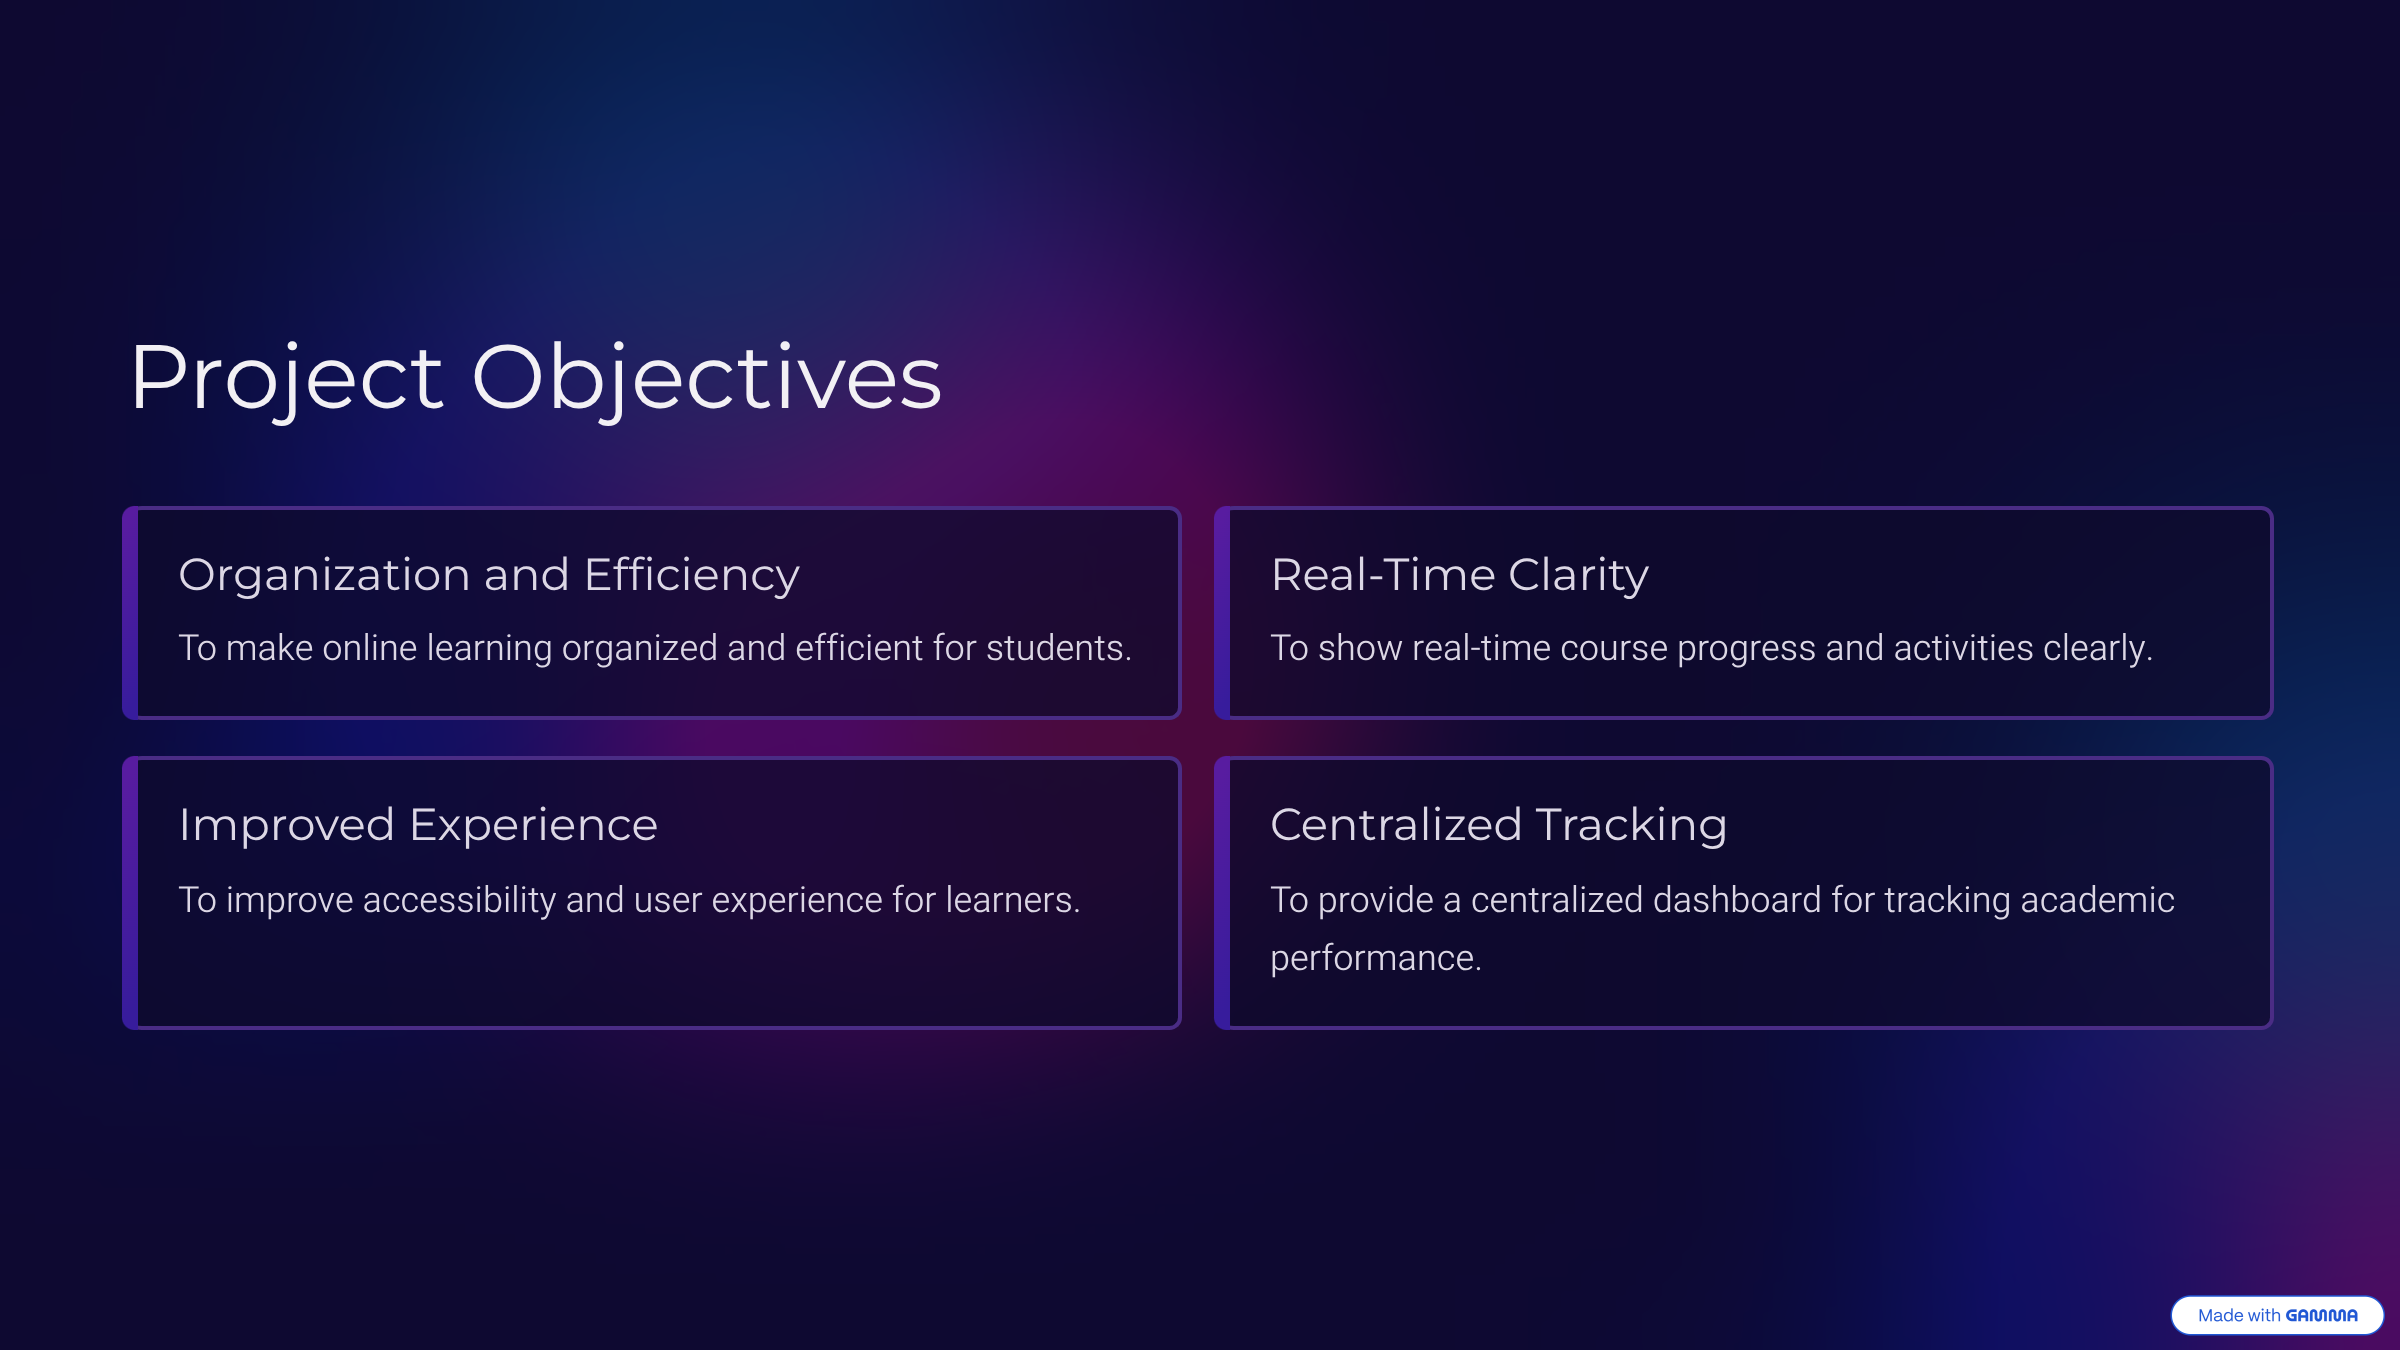 Project Objectives
Organization and Efficiency
To make online learning organized and efficient for students.
Real-Time Clarity
To show real-time course progress and activities clearly.
Improved Experience
To improve accessibility and user experience for learners.
Centralized Tracking
To provide a centralized dashboard for tracking academic
performance.
Made with GAMMA